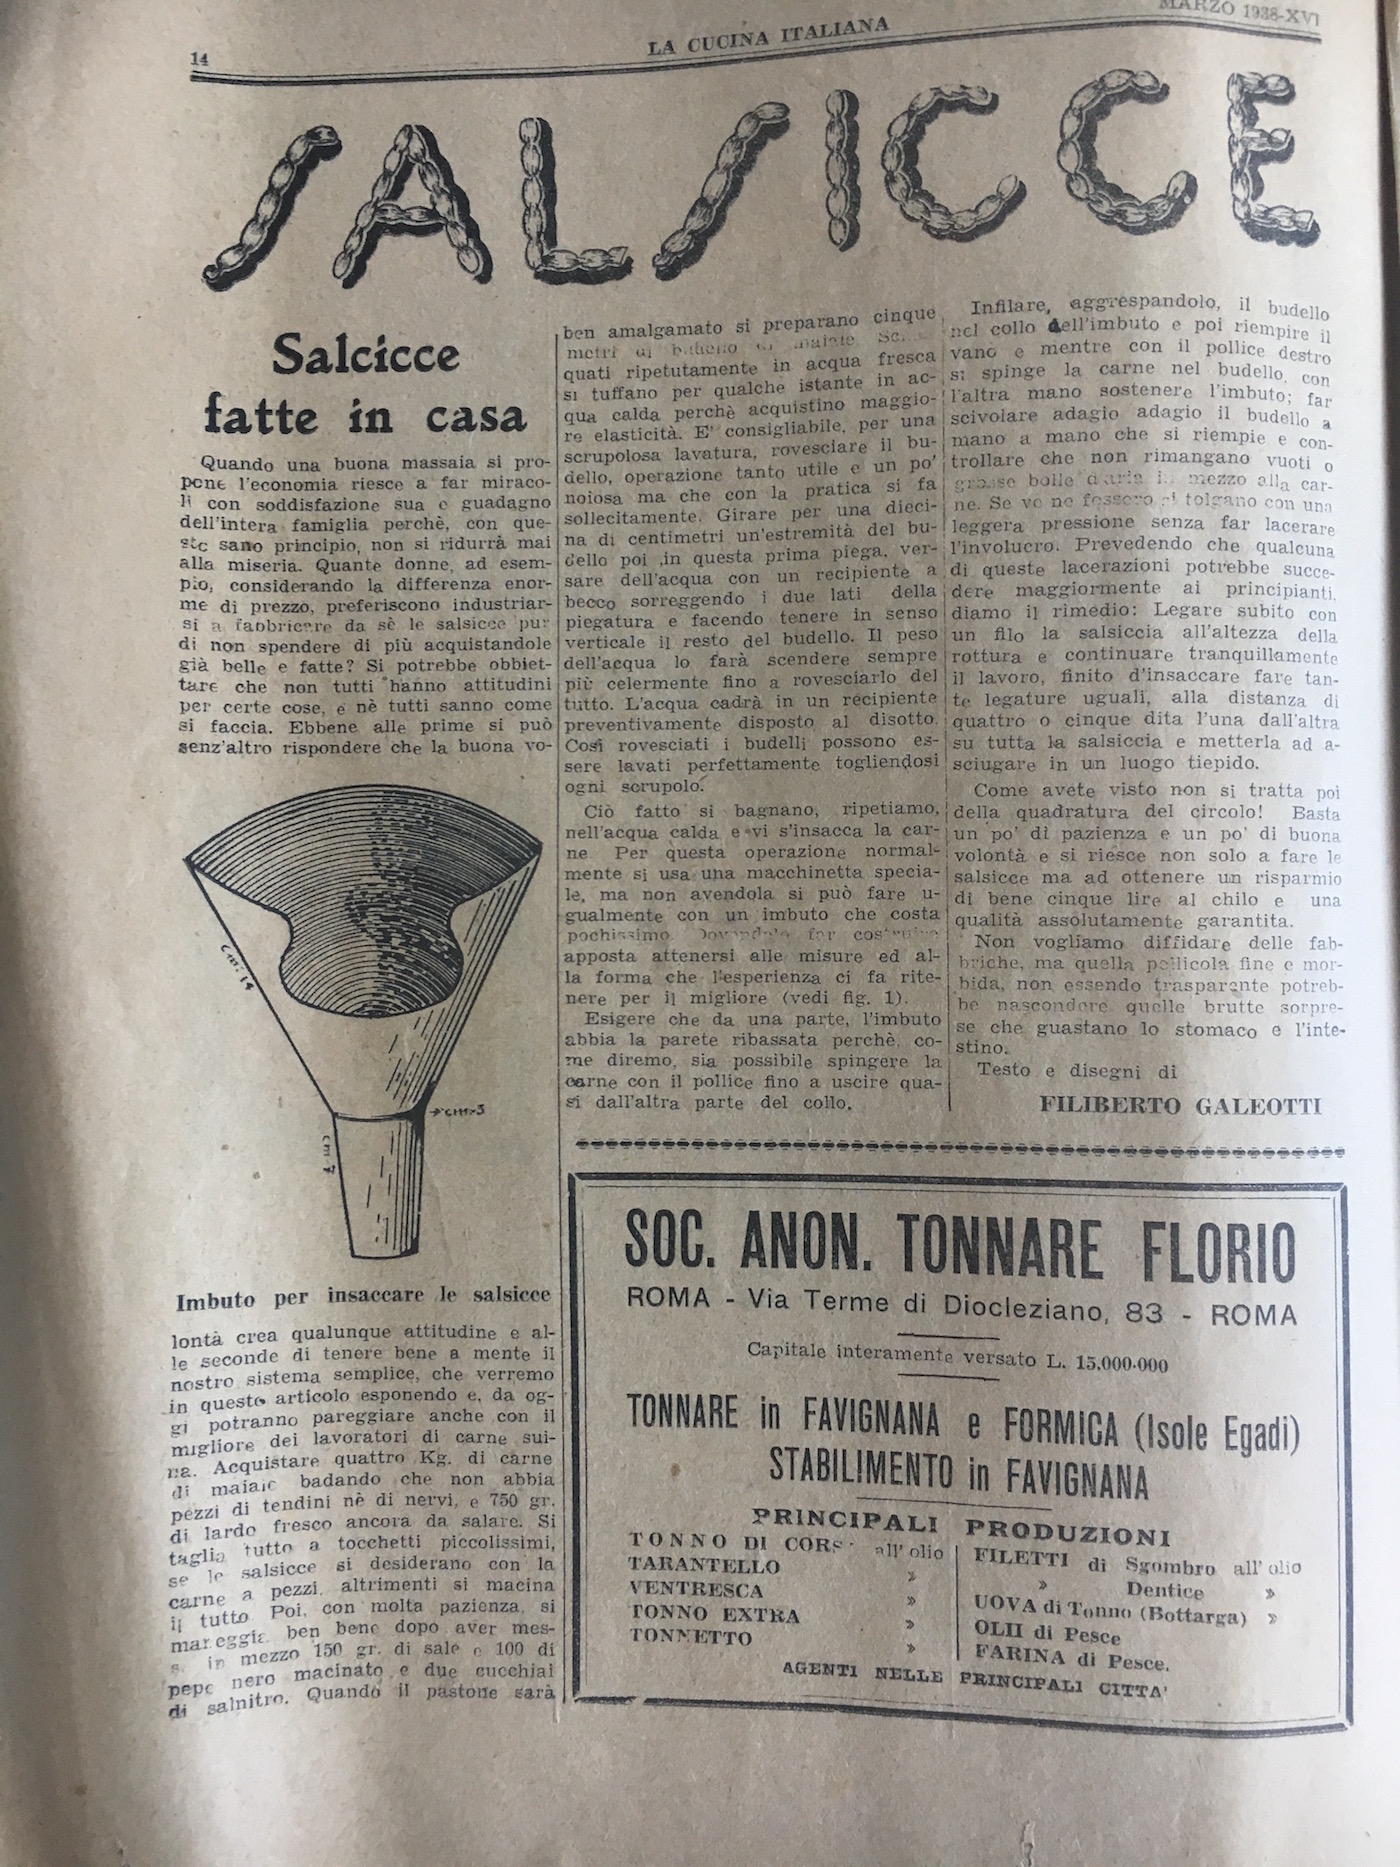 14
LA CUCINA ITALIANA
MARZO 1938-XVI
SALSICCE
Salcicce
fatte in casa
Quando una buona massaia si pro-
pone l'economia riesce a far miraco-
li con soddisfazione sua e guadagno
dell'intera famiglia perchè, con que-
ste sano principio, non si ridurrà mai
alla miseria. Quante donne, ad esem-
pio, considerando la differenza enor-
me di prezzo, preferiscono industriar-
si a fabbricare da sè le salsicce pur
di non spendere di più acquistandole
già belle e fatte? Si potrebbe obbiet-
tare che non tutti hanno attitudini
per certe cose, e nè tutti sanno come
si faccia. Ebbene alle prime si può
senz'altro rispondere che la buona vo-
cm. 14
cm. 3
cm 7
Imbuto per insaccare le salsicce
lontà crea qualunque attitudine e al-
le seconde di tenere bene a mente il
nostro sistema semplice, che verremo
in questo articolo esponendo e, da og-
gi potranno pareggiare anche con il
migliore dei lavoratori di carne sui-
na. Acquistare quattro Kg. di carne
di maiale badando che non abbia
pezzi di tendini nè di nervi, e 750 gr.
di lardo fresco ancora da salare. Si
taglia tutto a tocchetti piccolissimi,
se le salsicce si desiderano con la
carne a pezzi, altrimenti si macina
il tutto Poi, con molta pazienza, si
mareggia ben bene dopo aver mes-
in mezzo 150 gr. di sale e 100 di
pepe nero macinato e due cucchiai
di salnitro. Quando il pastone sarà
ben amalgamato si preparano cinque
metri di budello di maiale
quati ripetutamente in acqua fresca
si tuffano per qualche istante in ac-
qua calda perchè acquistino maggio-
re elasticità. E' consigliabile, per una
scrupolosa lavatura, rovesciare il bu-
dello, operazione tanto utile e un po'
noiosa ma che con la pratica si fa
sollecitamente. Girare per una dieci-
na di centimetri un'estremità del bu-
dello poi ,in questa prima piega, ver-
sare dell'acqua con un recipiente a
becco sorreggendo i due lati della
piegatura e facendo tenere in senso
verticale il resto del budello. Il peso
dell'acqua lo farà scendere sempre
più celermente fino a rovesciarlo del
tutto. L'acqua cadrà in un recipiente
preventivamente disposto al disotto.
Così rovesciati i budelli possono es-
sere lavati perfettamente togliendosi
ogni scrupolo.
Ciò fatto si bagnano, ripetiamo,
nell'acqua calda e vi s'insacca la car-
ne Per questa operazione normal-
mente si usa una macchinetta specia-
le, ma non avendola si può fare u-
gualmente con un imbuto che costa
pochissimo. Dovendolo far costruire
apposta attenersi alle misure ed al-
la forma che l'esperienza ci fa rite-
nere per il migliore (vedi fig. 1).
Esigere che da una parte, l'imbuto
abbia la parete ribassata perchè, co-
me diremo, sia possibile spingere la
carne con il pollice fino a uscire qua-
si dall'altra parte del collo.
Infilare, aggrespandolo, il budello
nel collo dell'imbuto e poi riempire il
vano e mentre con il pollice destro
si spinge la carne nel budello, con
l'altra mano sostenere l'imbuto; far
scivolare adagio adagio il budello a
mano a mano che si riempie e con-
trollare che non rimangano vuoti o
grosse bolle d'aria in mezzo alla car-
ne. Se ve ne fossero si tolgano con una
leggera pressione senza far lacerare
l'involucro. Prevedendo che qualcuna
di queste lacerazioni potrebbe succe-
dere maggiormente ai principianti,
diamo il rimedio: Legare subito con
un filo la salsiccia all'altezza della
rottura e continuare tranquillamente
il lavoro, finito d'insaccare fare tan-
te legature uguali, alla distanza di
quattro o cinque dita l'una dall'altra
su tutta la salsiccia e metterla ad a-
sciugare in un luogo tiepido.
Come avete visto non si tratta poi
della quadratura del circolo! Basta
un po' di pazienza e un po' di buona
volontà e si riesce non solo a fare le
salsicce ma ad ottenere un risparmio
di bene cinque lire al chilo e una
qualità assolutamente garantita.
Non vogliamo diffidare delle fab-
briche, ma quella pellicola fine e mor-
bida, non essendo trasparente potreb-
be nascondere quelle brutte sorpre-
se che guastano lo stomaco e l'inte-
stino.
Testo e disegni di
FILIBERTO GALEOTTI
SOC. ANON. TONNARE FLORIO
ROMA - Via Terme di Diocleziano, 83 - ROMA
Capitale interamente versato L. 15.000.000
TONNARE in FAVIGNANA e FORMICA (Isole Egadi)
STABILIMENTO in FAVIGNANA
PRINCIPALI PRODUZIONI
TONNO DI CORSA all'olio
TARANTELLO »
VENTRESCA »
TONNO EXTRA »
TONNETTO »
FILETTI di Sgombro all'olio
» Dentice »
UOVA di Tonno (Bottarga) »
OLII di Pesce
FARINA di Pesce.
AGENTI NELLE PRINCIPALI CITTA'